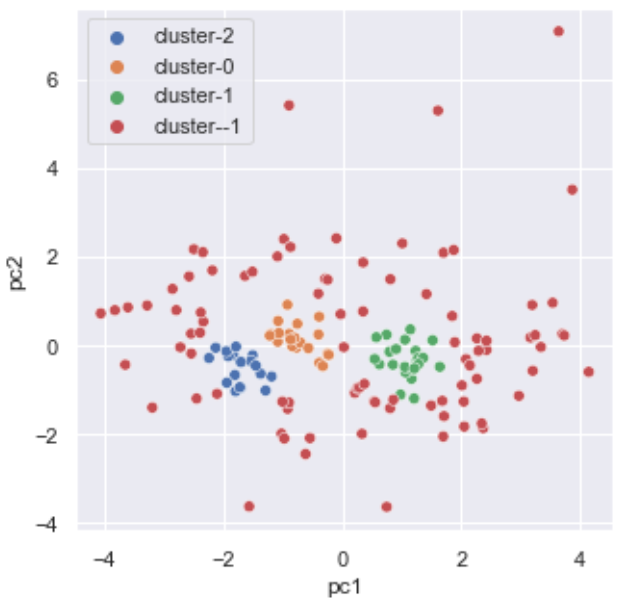 cluster-2
cluster-0
cluster-1
cluster--1
6
4
2
0
−2
−4
pc2
−4 −2 0 2 4
pc1